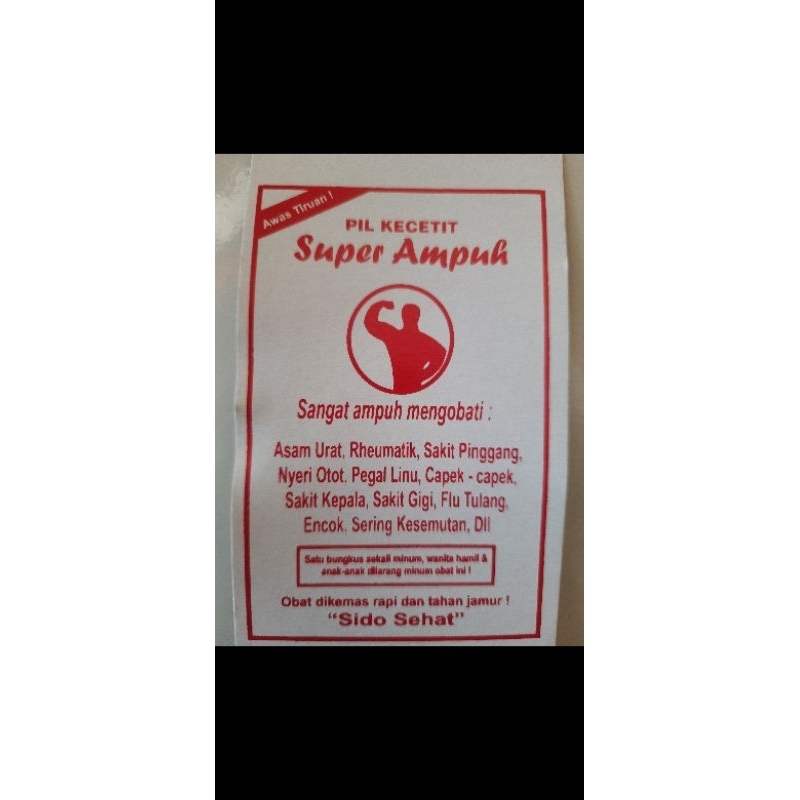 Awas Tiruan !
PIL KECETIT
Super Ampuh
Sangat ampuh mengobati :
Asam Urat, Rheumatik, Sakit Pinggang,
Nyeri Otot, Pegal Linu, Capek - capek,
Sakit Kepala, Sakit Gigi, Flu Tulang,
Encok, Sering Kesemutan, Dll
Satu bungkus sekali minum, wanita hamil &
anak-anak dilarang minum obat ini !
Obat dikemas rapi dan tahan jamur !
“Sido Sehat”